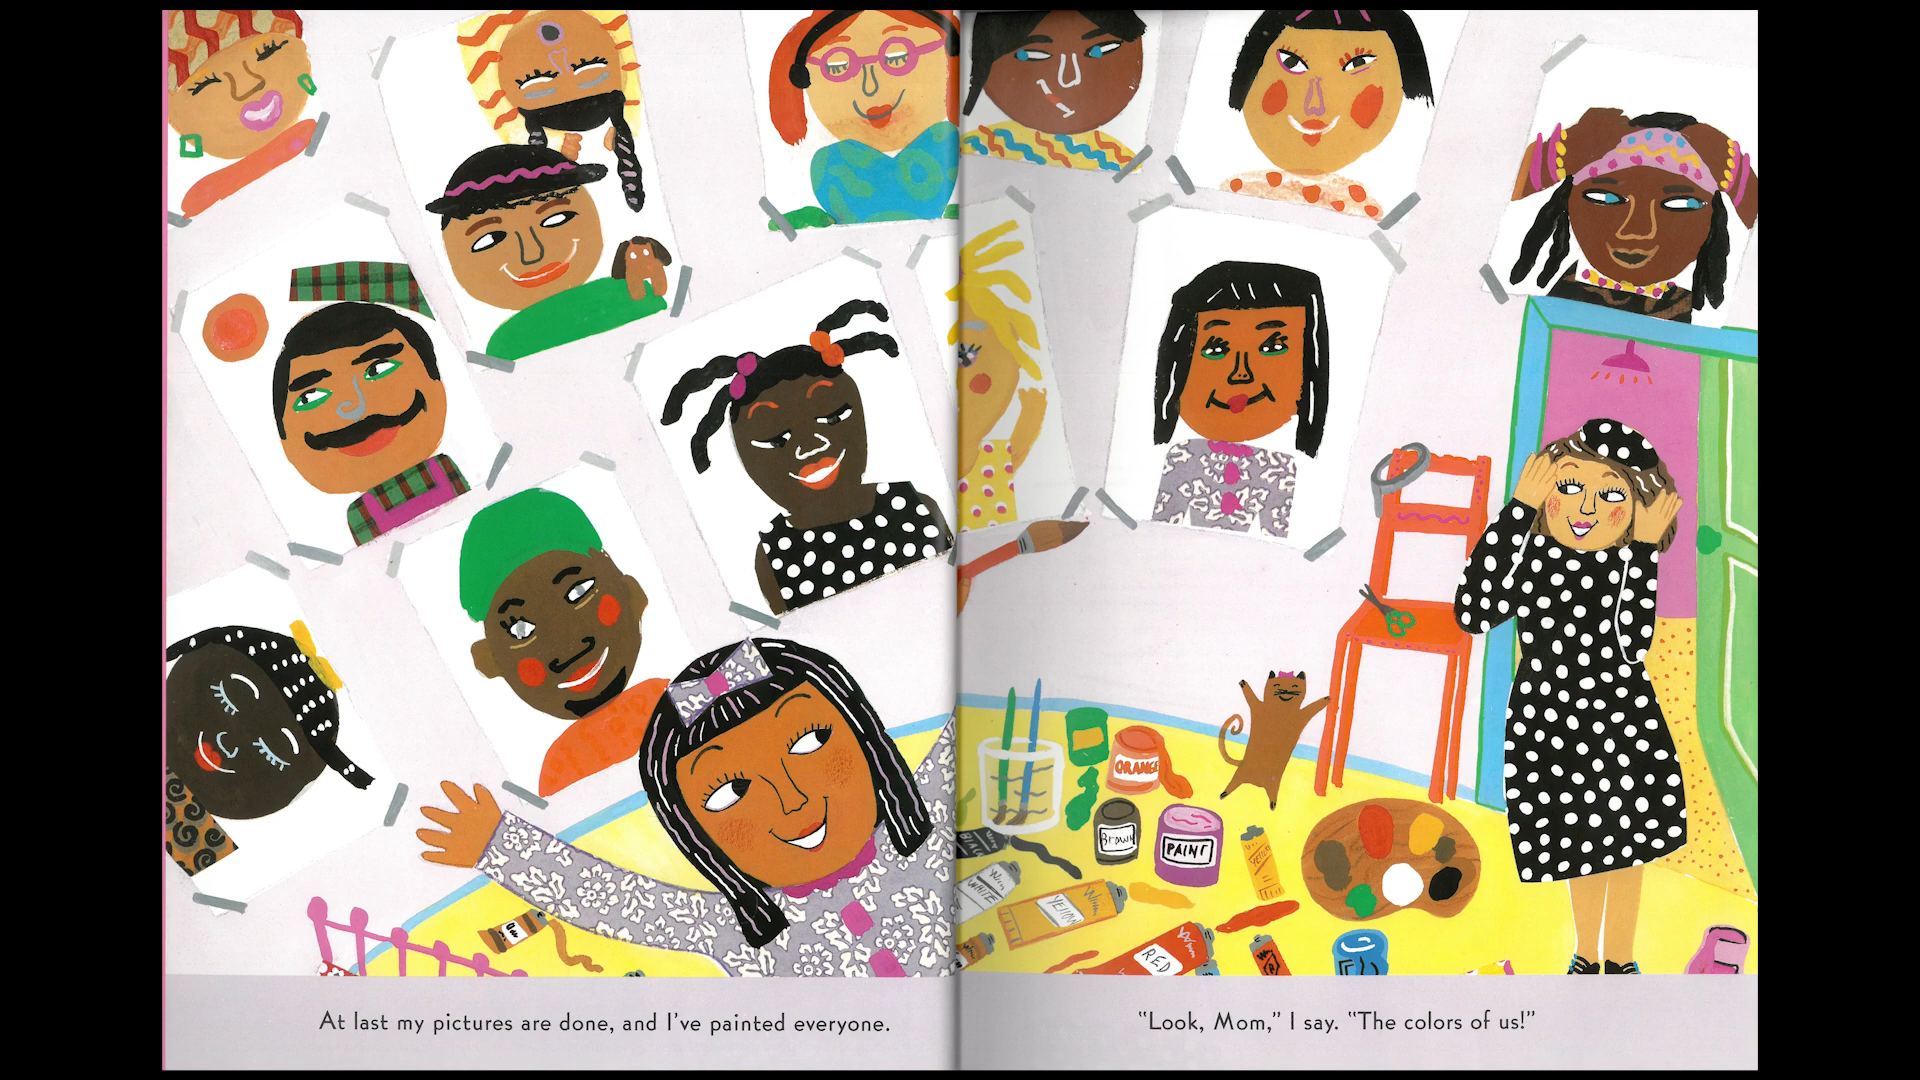 At last my pictures are done, and I've painted everyone.
"Look, Mom," I say. "The colors of us!"
ORANGE
BrowN
PAINT
YELLOW
WHITE
YELLOW
RED